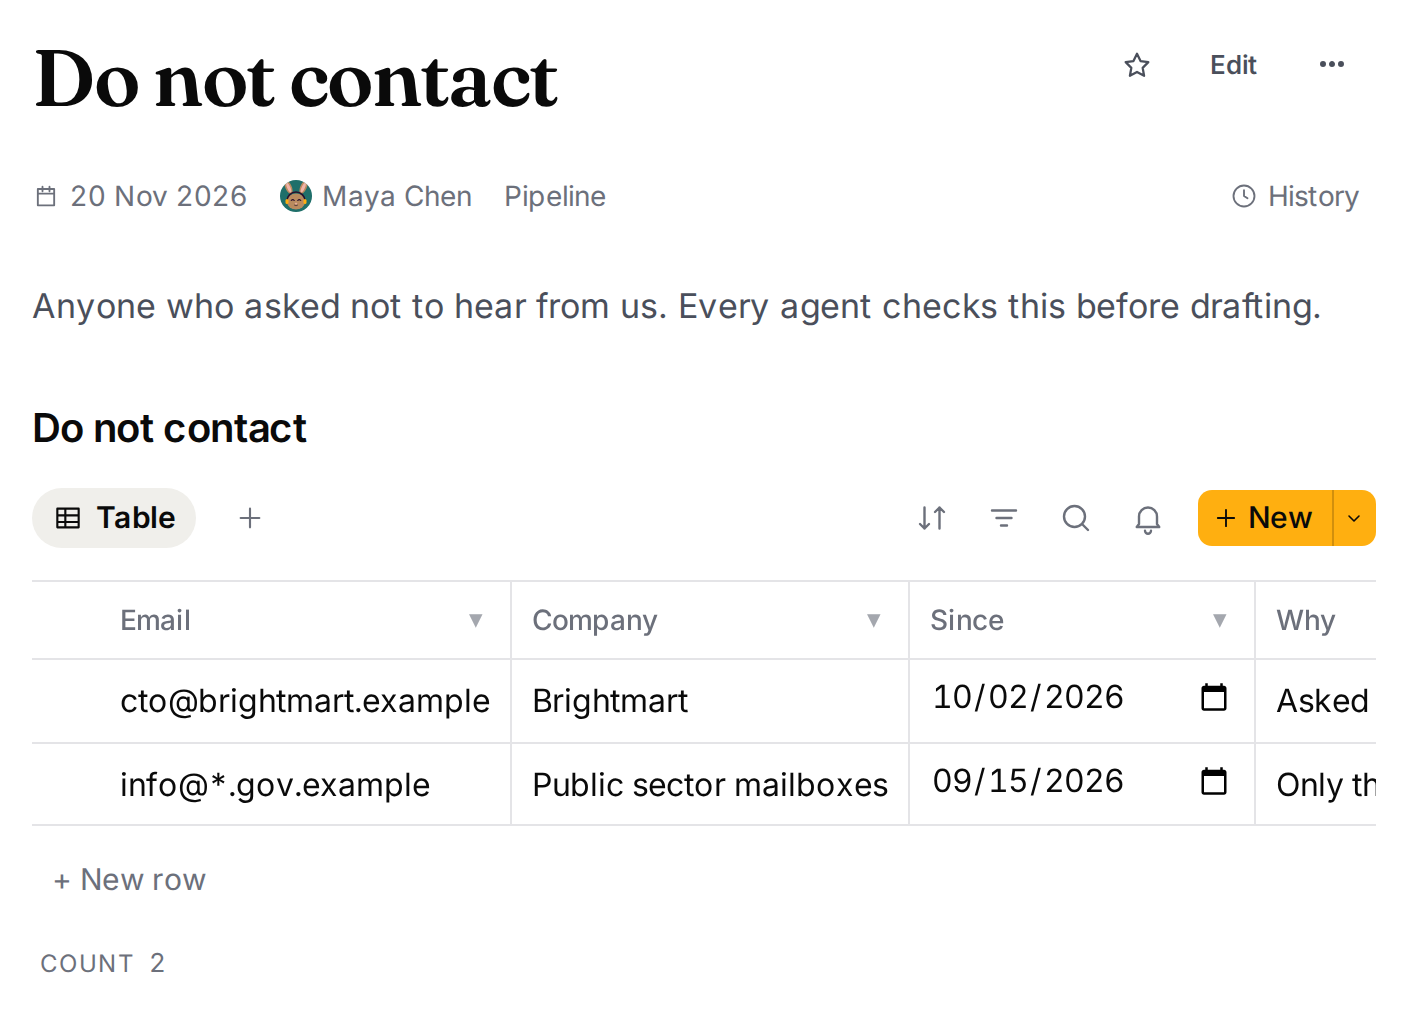 Do not contact
Edit
20 Nov 2026 Maya Chen Pipeline History
Anyone who asked not to hear from us. Every agent checks this before drafting.
Do not contact
Table + New
Email Company Since Why
cto@brightmart.example Brightmart 10/02/2026 Asked
info@*.gov.example Public sector mailboxes 09/15/2026 Only
+ New row
COUNT 2